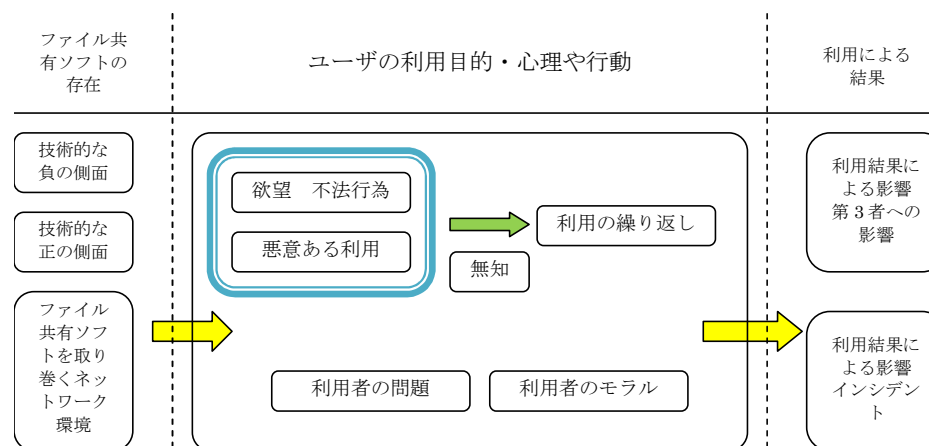 ファイル共
有ソフトの
存在
ユーザの利用目的・心理や行動
利用による
結果
技術的な
負の側面
技術的な
正の側面
ファイル
共有ソフ
トを取り
巻くネッ
トワーク
環境
欲望　不法行為
悪意ある利用
無知
利用の繰り返し
利用者の問題
利用者のモラル
利用結果に
よる影響
第３者への
影響
利用結果に
よる影響
インシデン
ト